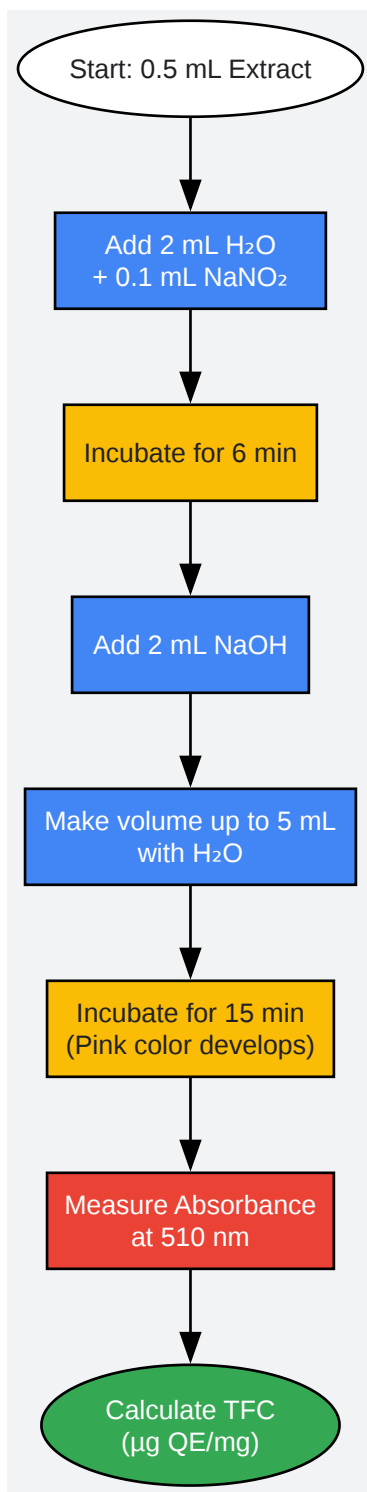 Start: 0.5 mL Extract
Add 2 mL H₂O
+ 0.1 mL NaNO₂
Incubate for 6 min
Add 2 mL NaOH
Make volume up to 5 mL
with H₂O
Incubate for 15 min
(Pink color develops)
Measure Absorbance
at 510 nm
Calculate TFC
(µg QE/mg)